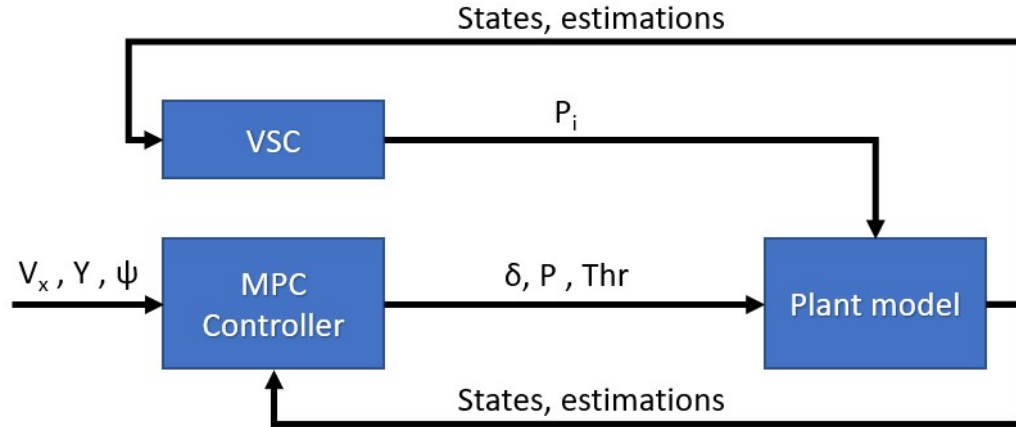 States, estimations
VSC
Pᵢ
Vₓ , Y , ψ
MPC
Controller
δ, P , Thr
Plant model
States, estimations